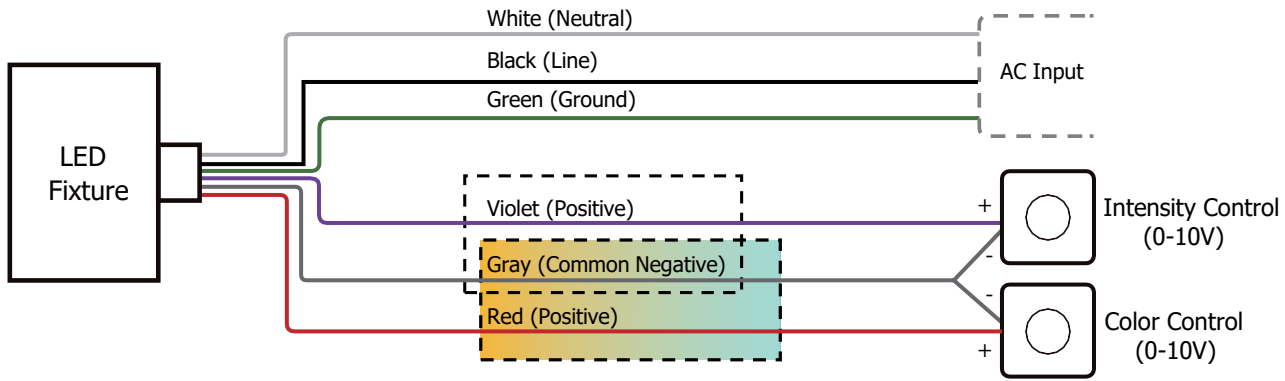 White (Neutral)
Black (Line)
AC Input
Green (Ground)
LED
Fixture
Violet (Positive)
+
Intensity Control
(0-10V)
-
Gray (Common Negative)
-
Red (Positive)
Color Control
(0-10V)
+